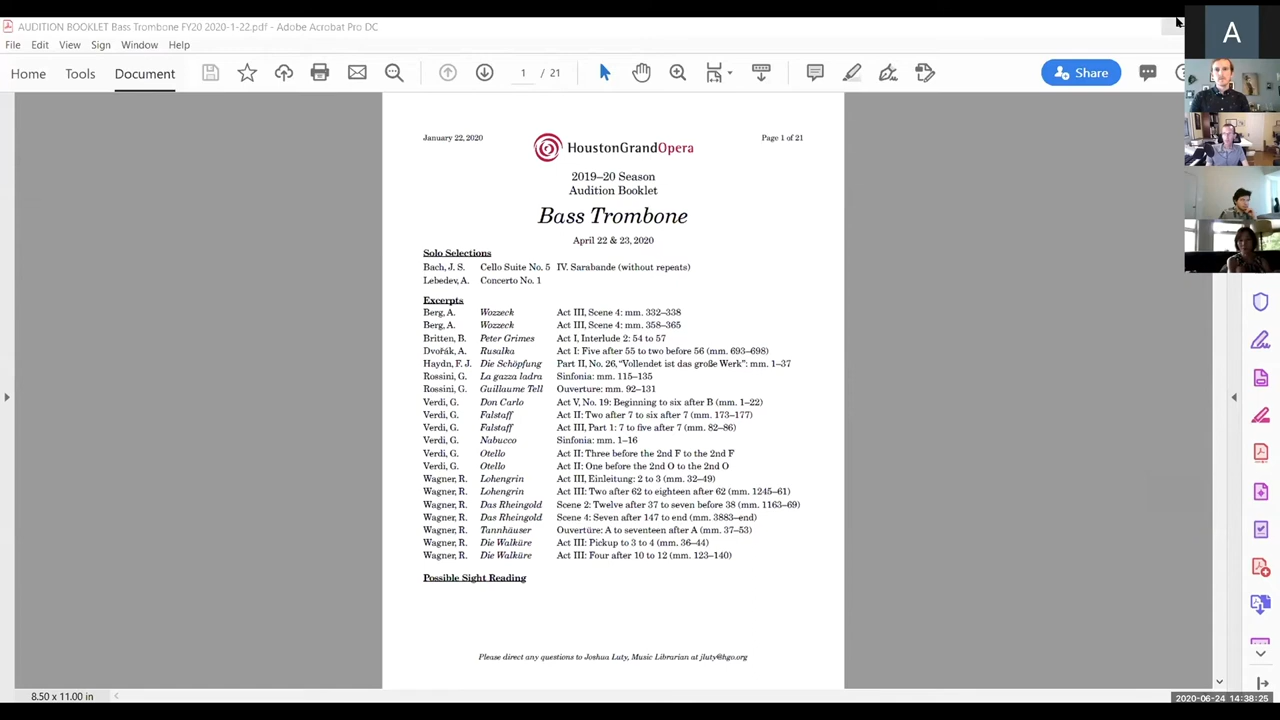 AUDITION BOOKLET Bass Trombone FY20 2020-1-22.pdf - Adobe Acrobat Pro DC
File Edit View Sign Window Help
Home Tools Document 1 / 21 Share
A
January 22, 2020 HoustonGrandOpera Page 1 of 21
2019–20 Season
Audition Booklet
Bass Trombone
April 22 & 23, 2020
Solo Selections
Bach, J. S. Cello Suite No. 5 IV. Sarabande (without repeats)
Lebedev, A. Concerto No. 1
Excerpts
Berg, A. Wozzeck Act III, Scene 4: mm. 332–338
Berg, A. Wozzeck Act III, Scene 4: mm. 358–365
Britten, B. Peter Grimes Act I, Interlude 2: 54 to 57
Dvořák, A. Rusalka Act I: Five after 55 to two before 56 (mm. 693–698)
Haydn, F. J. Die Schöpfung Part II, No. 26, “Vollendet ist das große Werk”: mm. 1–37
Rossini, G. La gazza ladra Sinfonia: mm. 115–135
Rossini, G. Guillaume Tell Ouverture: mm. 92–131
Verdi, G. Don Carlo Act V, No. 19: Beginning to six after B (mm. 1–22)
Verdi, G. Falstaff Act II: Two after 7 to six after 7 (mm. 173–177)
Verdi, G. Falstaff Act III, Part 1: 7 to five after 7 (mm. 82–86)
Verdi, G. Nabucco Sinfonia: mm. 1–16
Verdi, G. Otello Act II: Three before the 2nd F to the 2nd F
Verdi, G. Otello Act II: One before the 2nd O to the 2nd O
Wagner, R. Lohengrin Act III, Einleitung: 2 to 3 (mm. 32–49)
Wagner, R. Lohengrin Act III: Two after 62 to eighteen after 62 (mm. 1245–61)
Wagner, R. Das Rheingold Scene 2: Twelve after 37 to seven before 38 (mm. 1163–69)
Wagner, R. Das Rheingold Scene 4: Seven after 147 to end (mm. 3883–end)
Wagner, R. Tannhäuser Ouvertüre: A to seventeen after A (mm. 37–53)
Wagner, R. Die Walküre Act III: Pickup to 3 to 4 (mm. 36–44)
Wagner, R. Die Walküre Act III: Four after 10 to 12 (mm. 123–140)
Possible Sight Reading
Please direct any questions to Joshua Luty, Music Librarian at jluty@hgo.org
8.50 x 11.00 in
2020-06-24 14:38:25